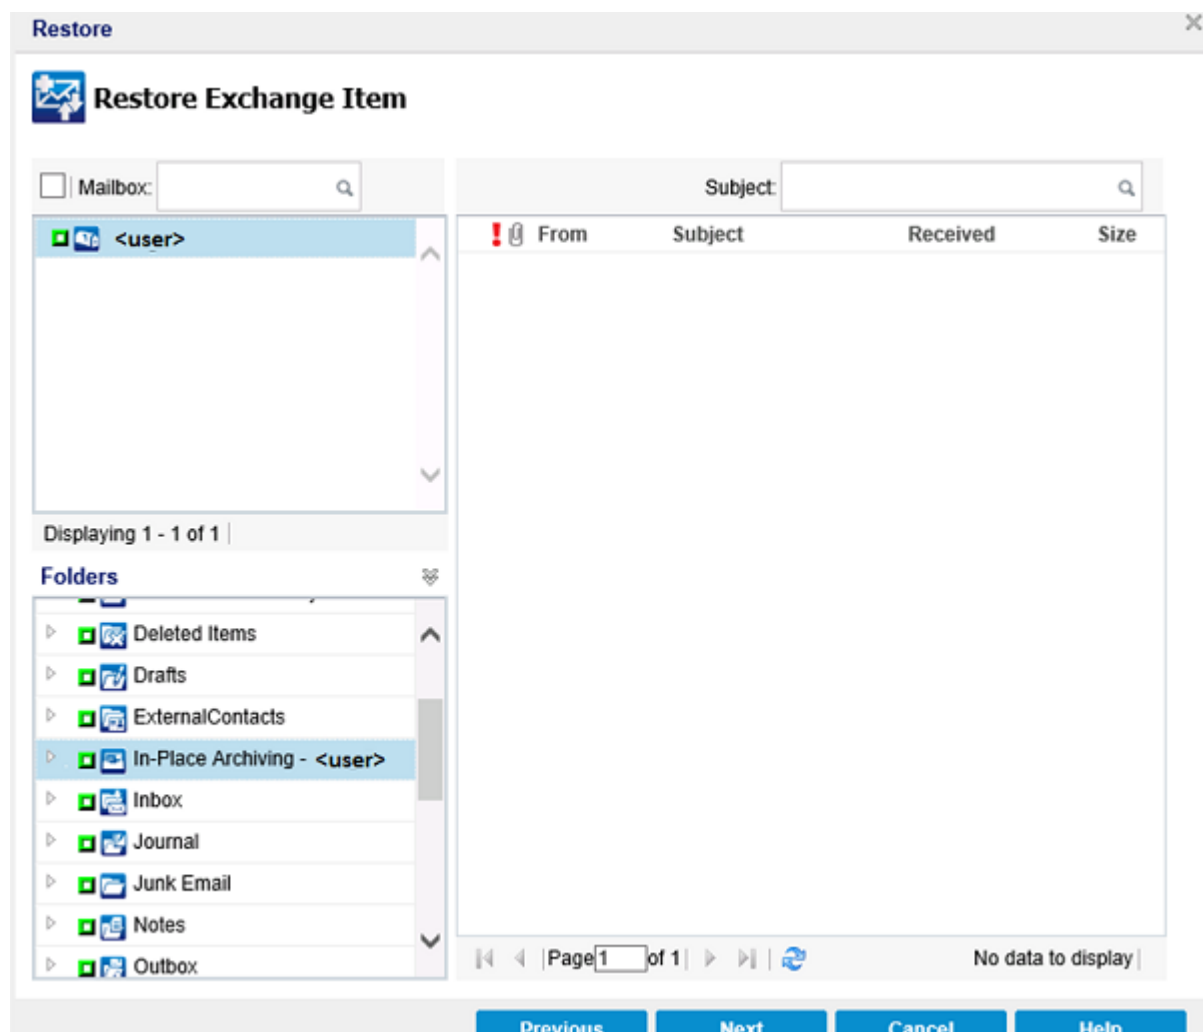 Restore
Restore Exchange Item
Mailbox:
Subject:
<user>
From Subject Received Size
Displaying 1 - 1 of 1
Folders
Deleted Items
Drafts
ExternalContacts
In-Place Archiving - <user>
Inbox
Journal
Junk Email
Notes
Outbox
Page 1 of 1
No data to display
Previous Next Cancel Help